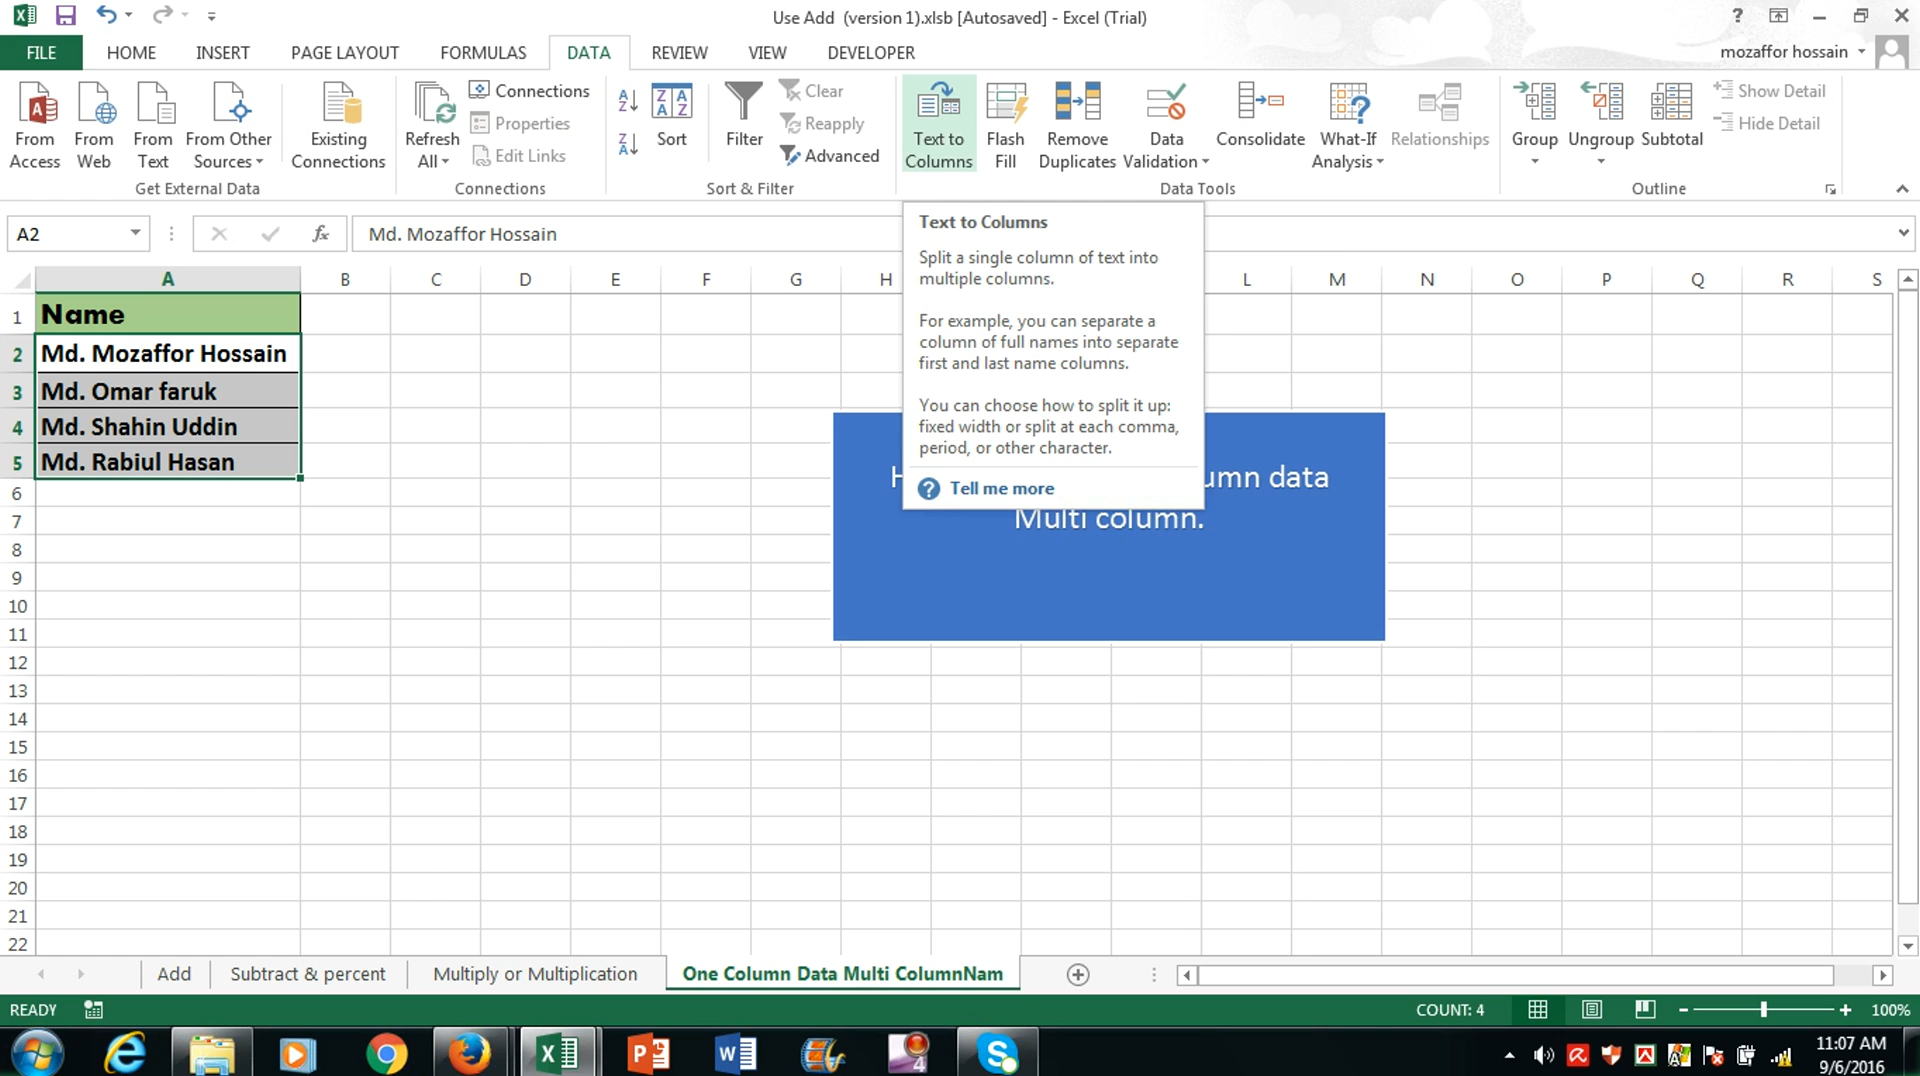 Use Add  (version 1).xlsb [Autosaved] - Excel (Trial)
FILE HOME INSERT PAGE LAYOUT FORMULAS DATA REVIEW VIEW DEVELOPER mozaffor hossain
From Access From Web From Text From Other Sources Existing Connections Refresh All Connections Properties Edit Links Sort Filter Clear Reapply Advanced Text to Columns Flash Fill Remove Duplicates Data Validation Consolidate What-If Analysis Relationships Group Ungroup Subtotal Show Detail Hide Detail
Get External Data Connections Sort & Filter Data Tools Outline
A2 fx Md. Mozaffor Hossain
Text to Columns
Split a single column of text into
multiple columns.
For example, you can separate a
column of full names into separate
first and last name columns.
You can choose how to split it up:
fixed width or split at each comma,
period, or other character.
Tell me more
A B C D E F G H L M N O P Q R S
1 Name
2 Md. Mozaffor Hossain
3 Md. Omar faruk
4 Md. Shahin Uddin
5 Md. Rabiul Hasan
6
7
8
9
10
11
12
13
14
15
16
17
18
19
20
21
22
data
Multi column.
Add Subtract & percent Multiply or Multiplication One Column Data Multi ColumnNam
READY COUNT: 4 100%
11:07 AM
9/6/2016